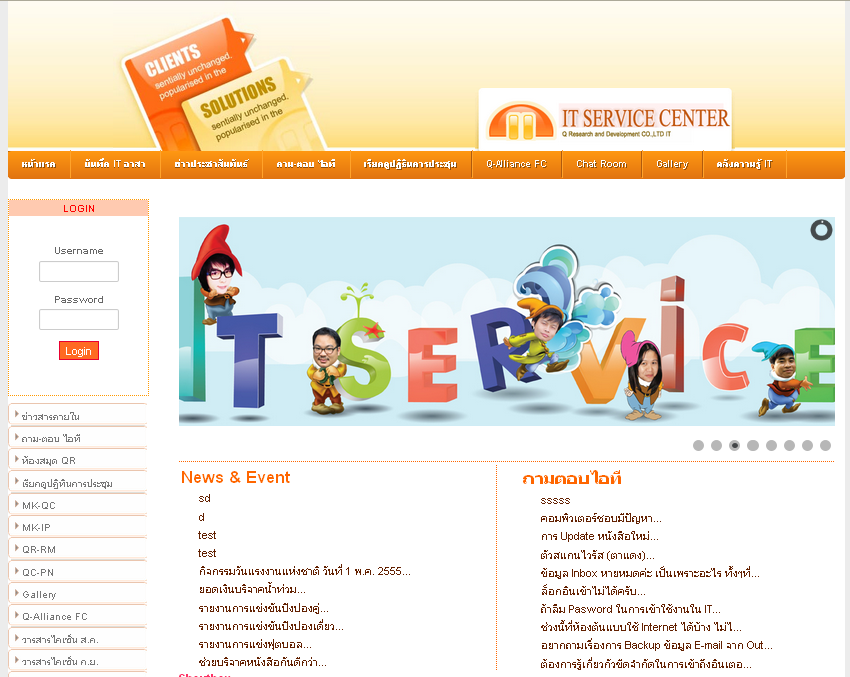 CLIENTS
sentially unchanged.
popularised in the
SOLUTIONS
sentially unchanged.
popularised in the
IT SERVICE CENTER
Q Research and Development CO.,LTD IT
หน้าแรก บันทึก IT อาสา ข่าวประชาสัมพันธ์ ถาม-ตอบ ไอที เรียกดูปฏิทินการประชุม Q-Alliance FC Chat Room Gallery คลังความรู้ IT
LOGIN
Username
Password
Login
IT SERVICE
ข่าวสารภายใน
ถาม-ตอบ ไอที
ห้องสมุด QR
เรียกดูปฏิทินการประชุม
MK-QC
MK-IP
QR-RM
QC-PN
Gallery
Q-Alliance FC
วารสารไคเซ็น ส.ค.
วารสารไคเซ็น ก.ย.
News & Event
sd
d
test
test
กิจกรรมวันแรงงานแห่งชาติ วันที่ 1 พ.ค. 2555...
ยอดเงินบริจาคน้ำท่วม...
รายงานการแข่งขันปิงปองคู่...
รายงานการแข่งขันปิงปองเดี่ยว...
รายงานการแข่งฟุตบอล...
ช่วยบริจาคหนังสือกันดีกว่า...
ถามตอบไอที
sssss
คอมพิวเตอร์ชอบมีปัญหา...
การ Update หนังสือใหม่...
ตัวสแกนไวรัส (ตาแดง)...
ข้อมูล Inbox หายหมดค่ะ เป็นเพราะอะไร ทั้งๆที่...
ล็อกอินเข้าไม่ได้ครับ...
ถ้าลืม Pasword ในการเข้าใช้งาน ใน IT...
ช่วงนี้ที่ห้องต้นแบบใช้ Internet ได้บ้าง ไม่ไ...
อยากถามเรื่องการ Backup ข้อมูล E-mail จาก Out...
ต้องการรู้เกี่ยวกับขีดจำกัดในการเข้าถึงอินเตอ...